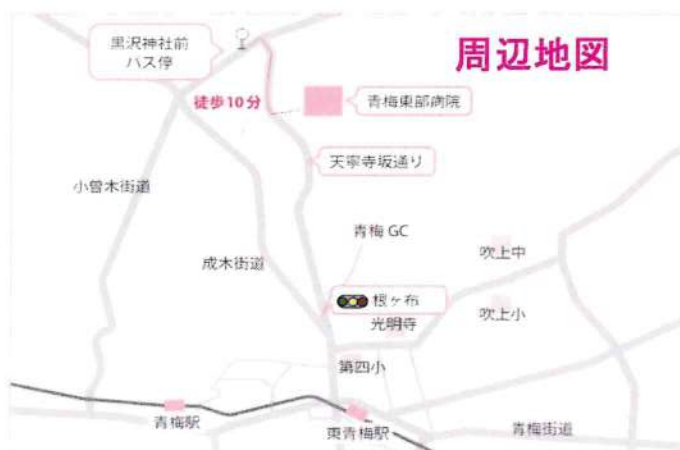 周辺地図
黒沢神社前
バス停
徒歩10分
青梅東部病院
天寧寺坂通り
小曾木街道
青梅 GC
成木街道
吹上中
根ヶ布
光明寺
吹上小
第四小
青梅駅
東青梅駅
青梅街道